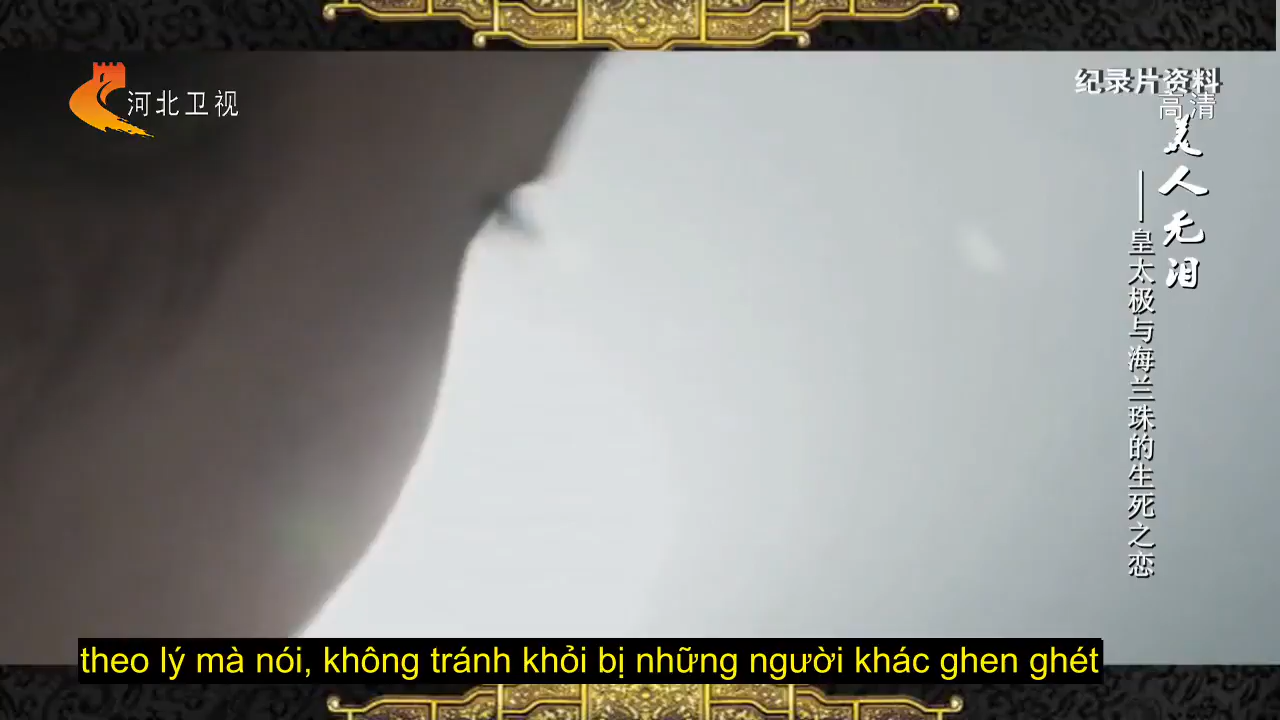 河北卫视
纪录片资料
高清
美人无泪
——皇太极与海兰珠的生死之恋
theo lý mà nói, không tránh khỏi bị những người khác ghen ghét